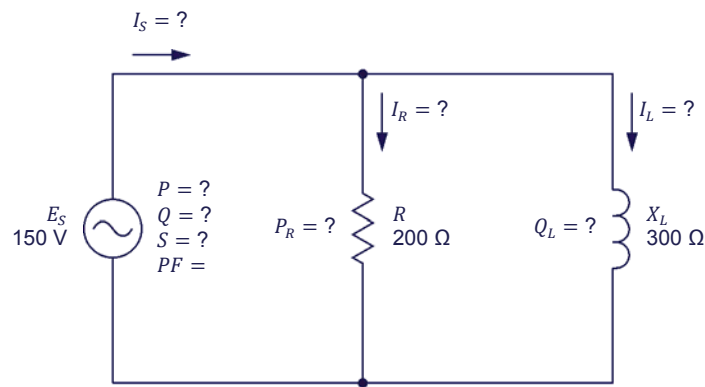 I_S = ?
I_R = ?
I_L = ?
P = ?
Q = ?
S = ?
PF =
E_S
150 V
P_R = ?
R
200 Ω
Q_L = ?
X_L
300 Ω